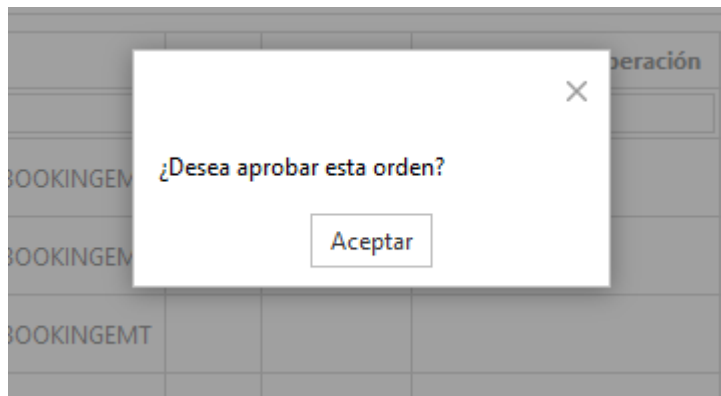 peración
BOOKINGEM
¿Desea aprobar esta orden?
BOOKINGEM
Aceptar
BOOKINGEMT